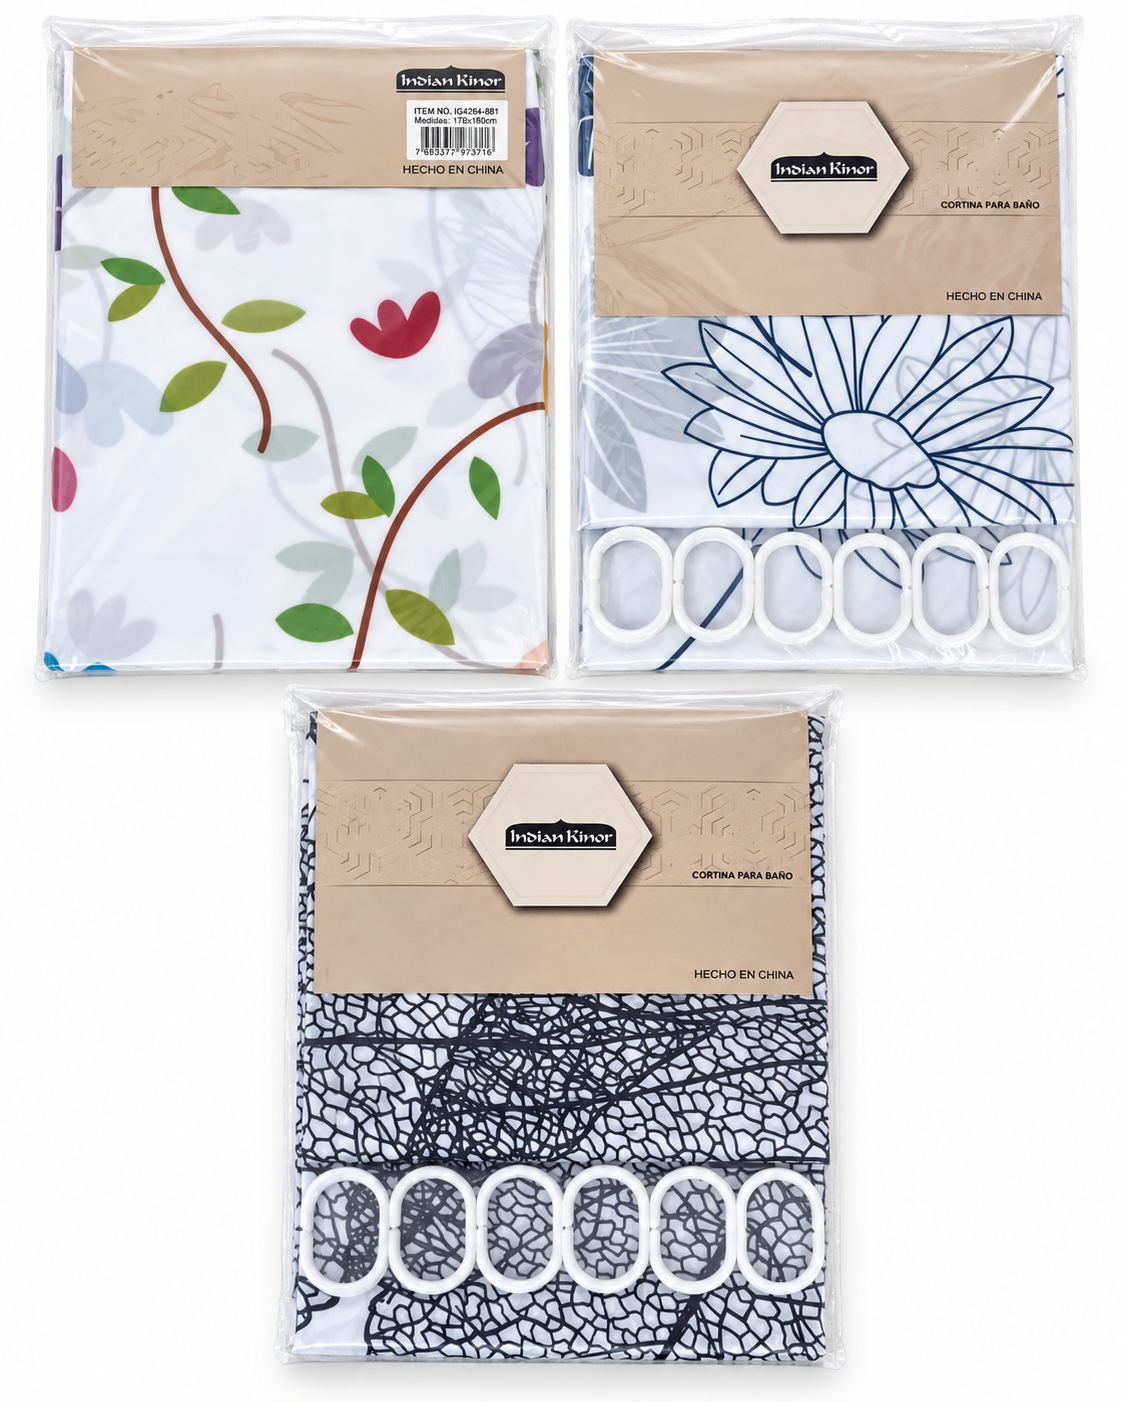 Indian Kinor
ITEM NO. IG4264-881
Medidas: 178x180cm
7 693377 973716
HECHO EN CHINA
Indian Kinor
CORTINA PARA BAÑO
HECHO EN CHINA
Indian Kinor
CORTINA PARA BAÑO
HECHO EN CHINA